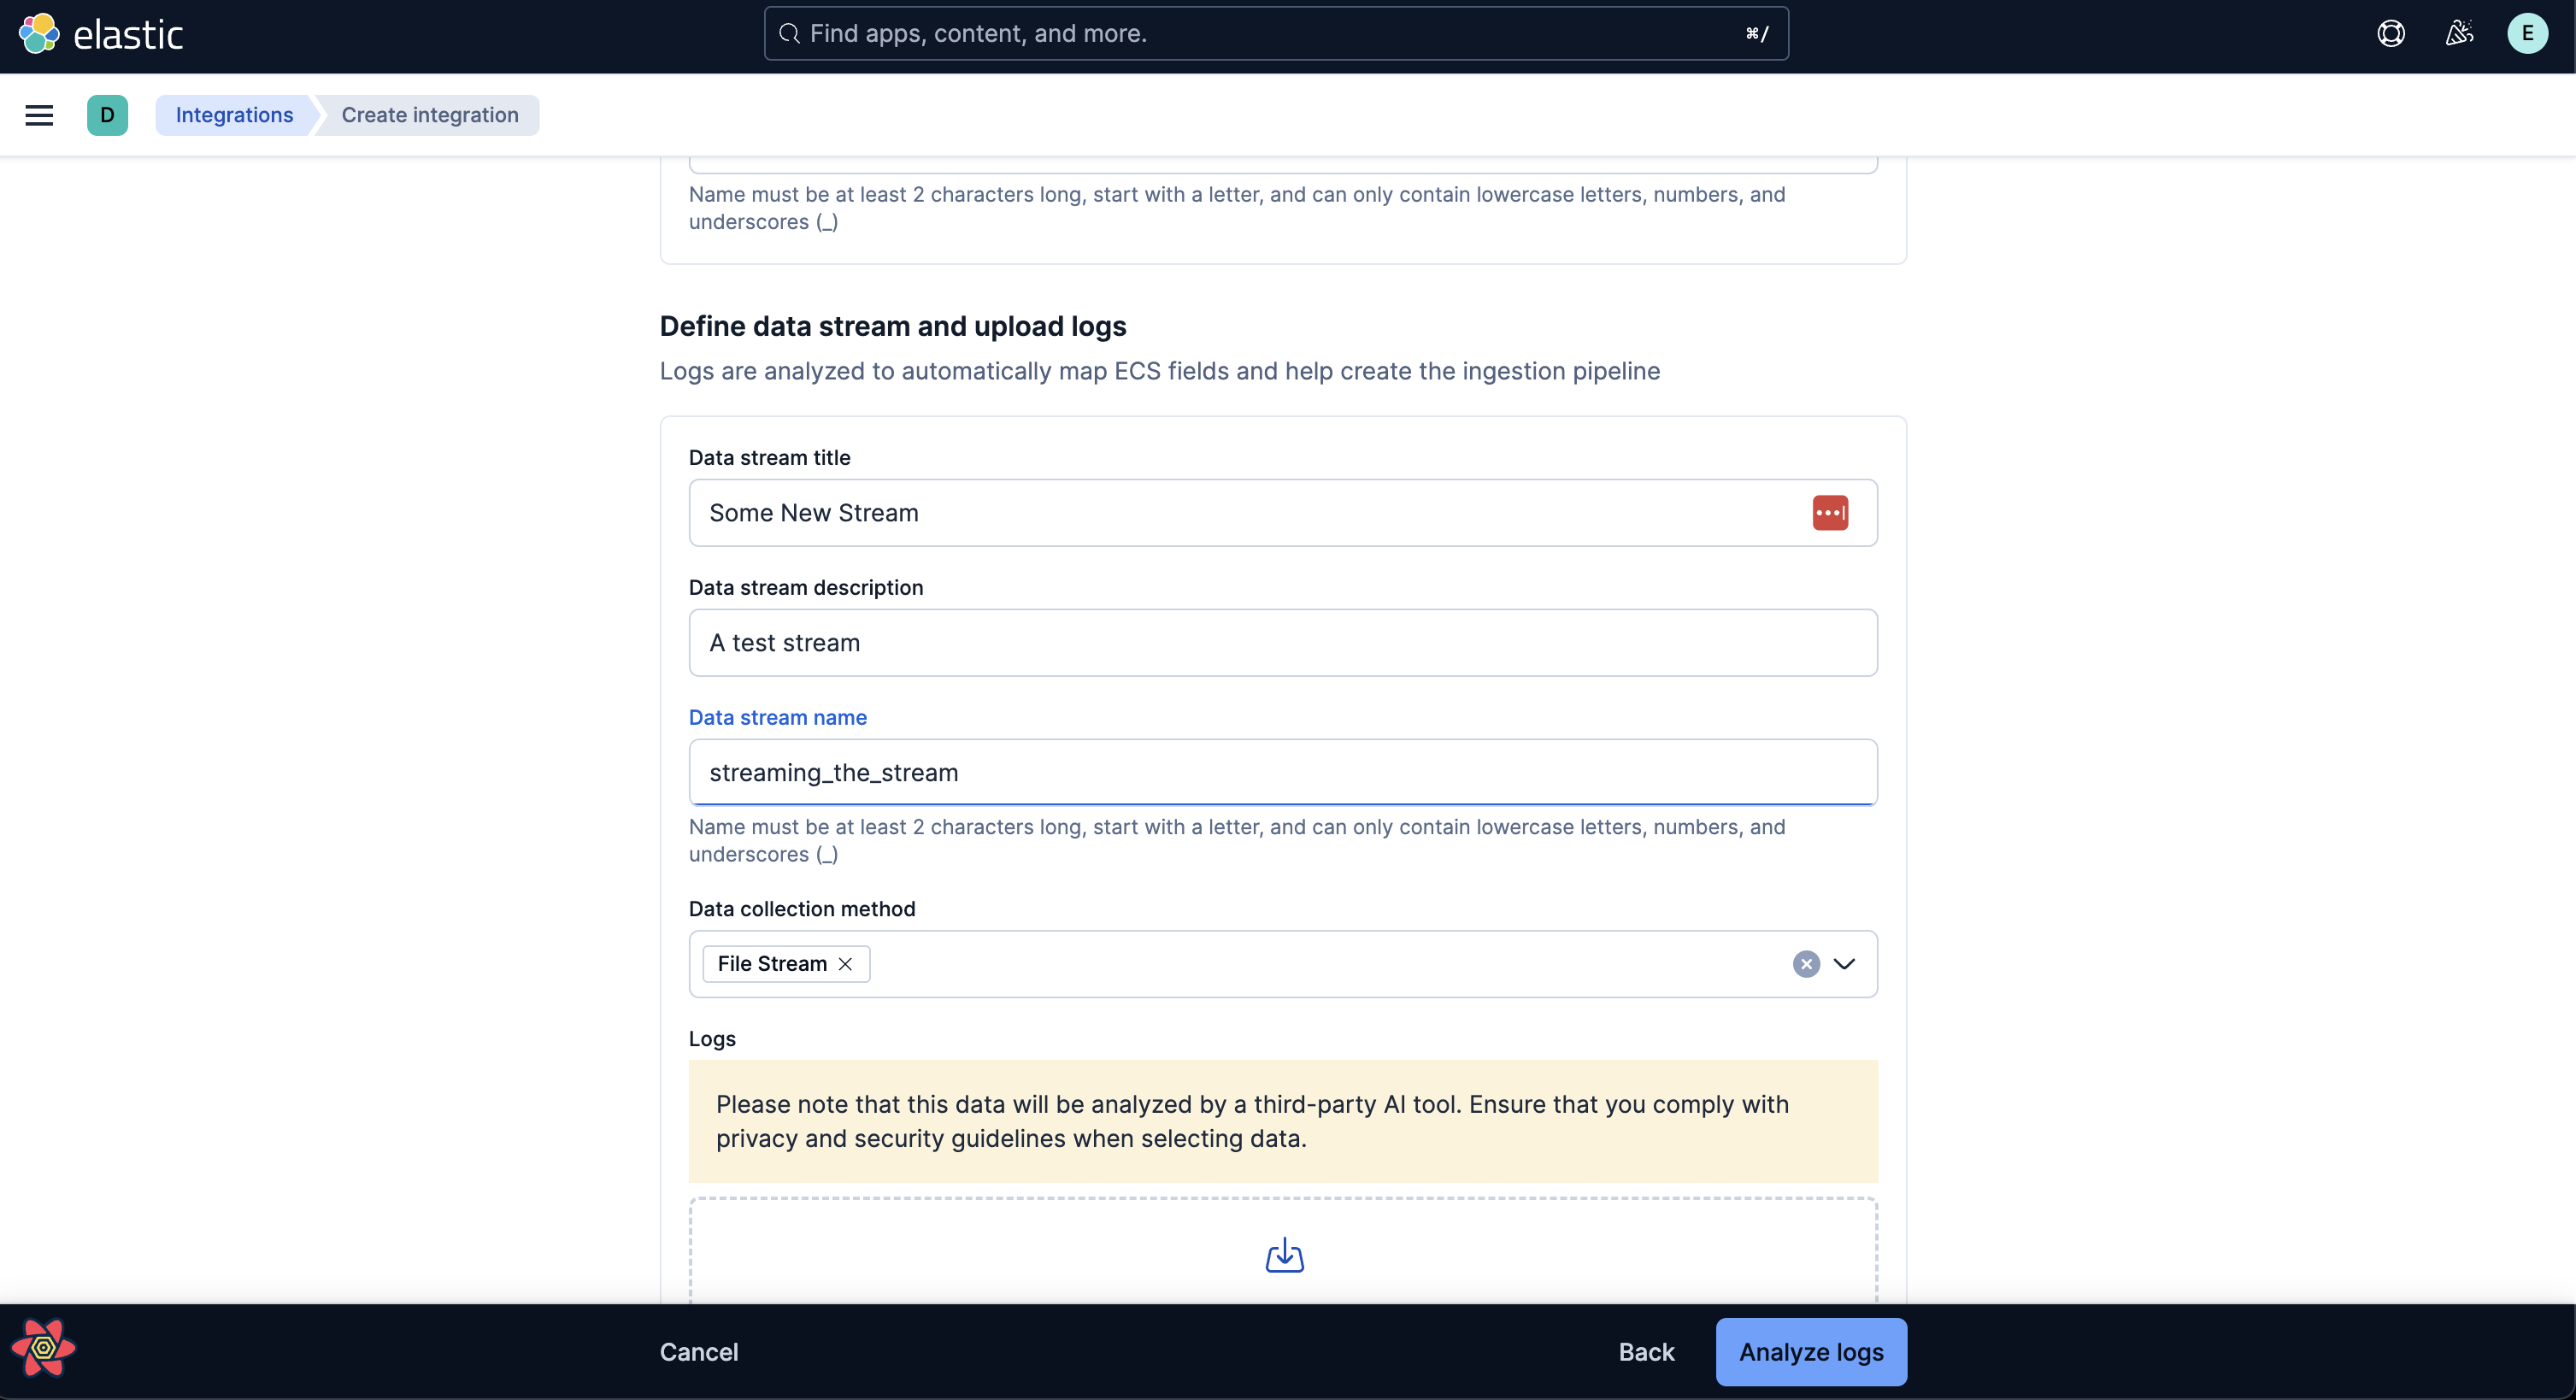 elastic
Find apps, content, and more.
⌘/
E
D
Integrations
Create integration
Name must be at least 2 characters long, start with a letter, and can only contain lowercase letters, numbers, and
underscores (_)
Define data stream and upload logs
Logs are analyzed to automatically map ECS fields and help create the ingestion pipeline
Data stream title
Some New Stream
Data stream description
A test stream
Data stream name
streaming_the_stream
Name must be at least 2 characters long, start with a letter, and can only contain lowercase letters, numbers, and
underscores (_)
Data collection method
File Stream
Logs
Please note that this data will be analyzed by a third-party AI tool. Ensure that you comply with
privacy and security guidelines when selecting data.
Cancel
Back
Analyze logs